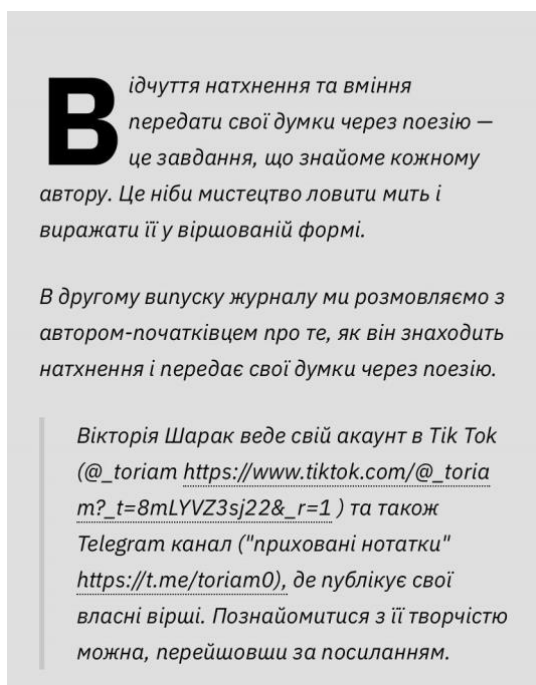 Відчуття натхнення та вміння
передати свої думки через поезію —
це завдання, що знайоме кожному
автору. Це ніби мистецтво ловити мить і
виражати її у віршованій формі.
В другому випуску журналу ми розмовляємо з
автором-початківцем про те, як він знаходить
натхнення і передає свої думки через поезію.
Вікторія Шарак веде свій акаунт в Tik Tok
(@_toriam https://www.tiktok.com/@_toria
m?_t=8mLYVZ3sj22&_r=1 ) та також
Telegram канал ("приховані нотатки"
https://t.me/toriam0), де публікує свої
власні вірші. Познайомитися з її творчістю
можна, перейшовши за посиланням.